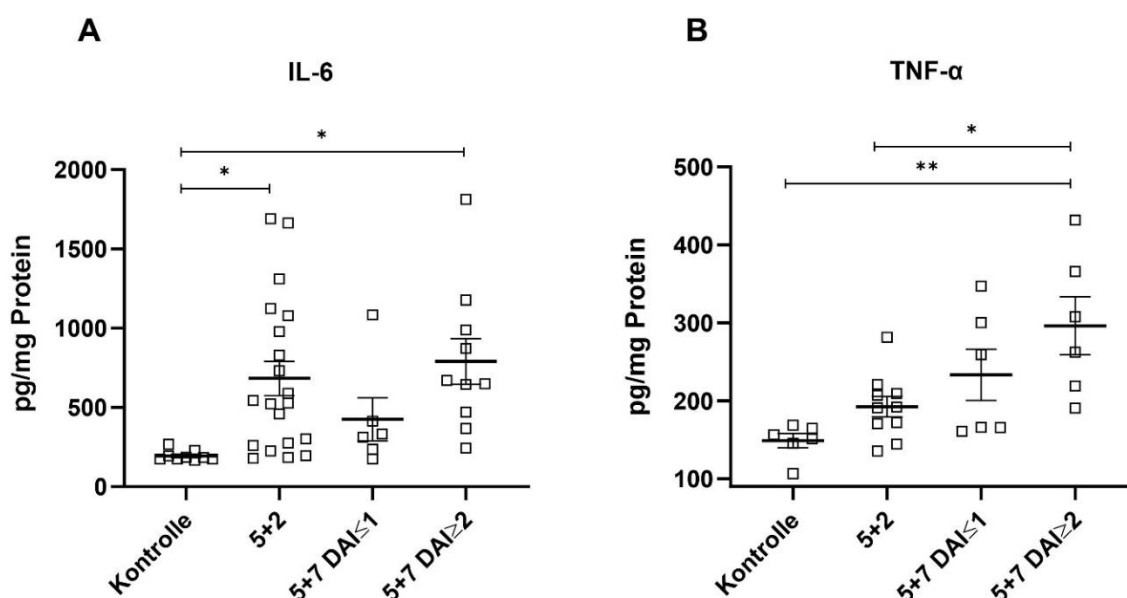 A
IL-6
pg/mg Protein
2000
1500
1000
500
0
*
*
Kontrolle
5+2
5+7 DAI≤1
5+7 DAI≥2
B
TNF-α
pg/mg Protein
500
400
300
200
100
*
**
Kontrolle
5+2
5+7 DAI≤1
5+7 DAI≥2